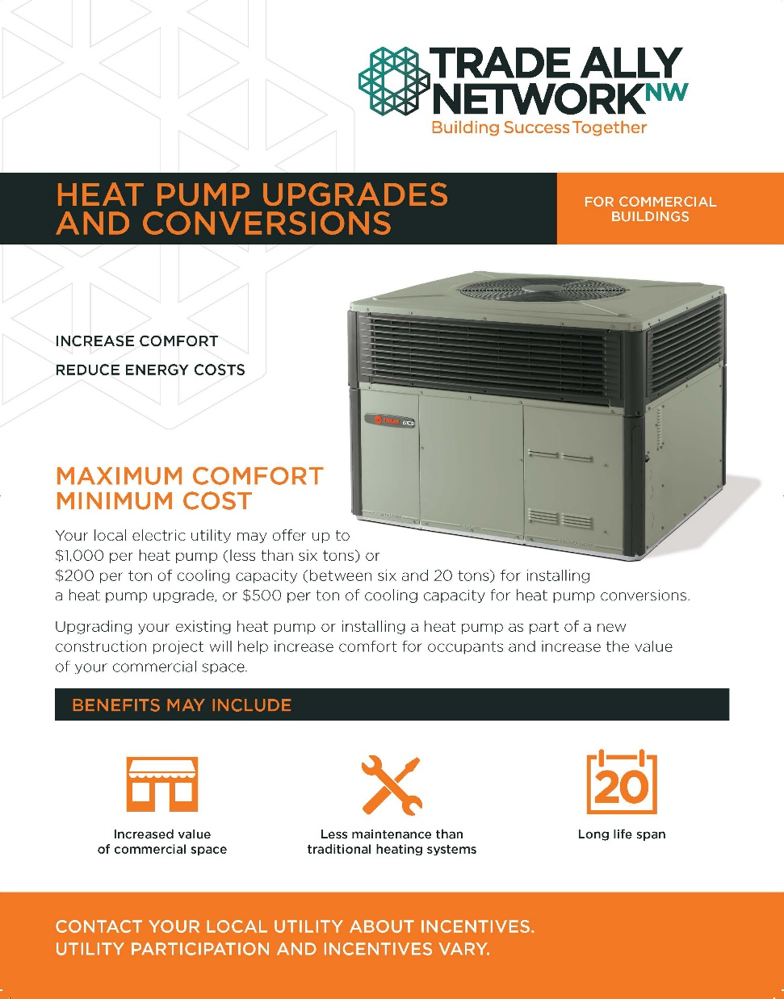 TRADE ALLY
NETWORKNW
Building Success Together
HEAT PUMP UPGRADES
AND CONVERSIONS
FOR COMMERCIAL
BUILDINGS
INCREASE COMFORT
REDUCE ENERGY COSTS
TRANE
MAXIMUM COMFORT
MINIMUM COST
Your local electric utility may offer up to
$1,000 per heat pump (less than six tons) or
$200 per ton of cooling capacity (between six and 20 tons) for installing
a heat pump upgrade, or $500 per ton of cooling capacity for heat pump conversions.
Upgrading your existing heat pump or installing a heat pump as part of a new
construction project will help increase comfort for occupants and increase the value
of your commercial space.
BENEFITS MAY INCLUDE
20
Increased value
of commercial space
Less maintenance than
traditional heating systems
Long life span
CONTACT YOUR LOCAL UTILITY ABOUT INCENTIVES.
UTILITY PARTICIPATION AND INCENTIVES VARY.